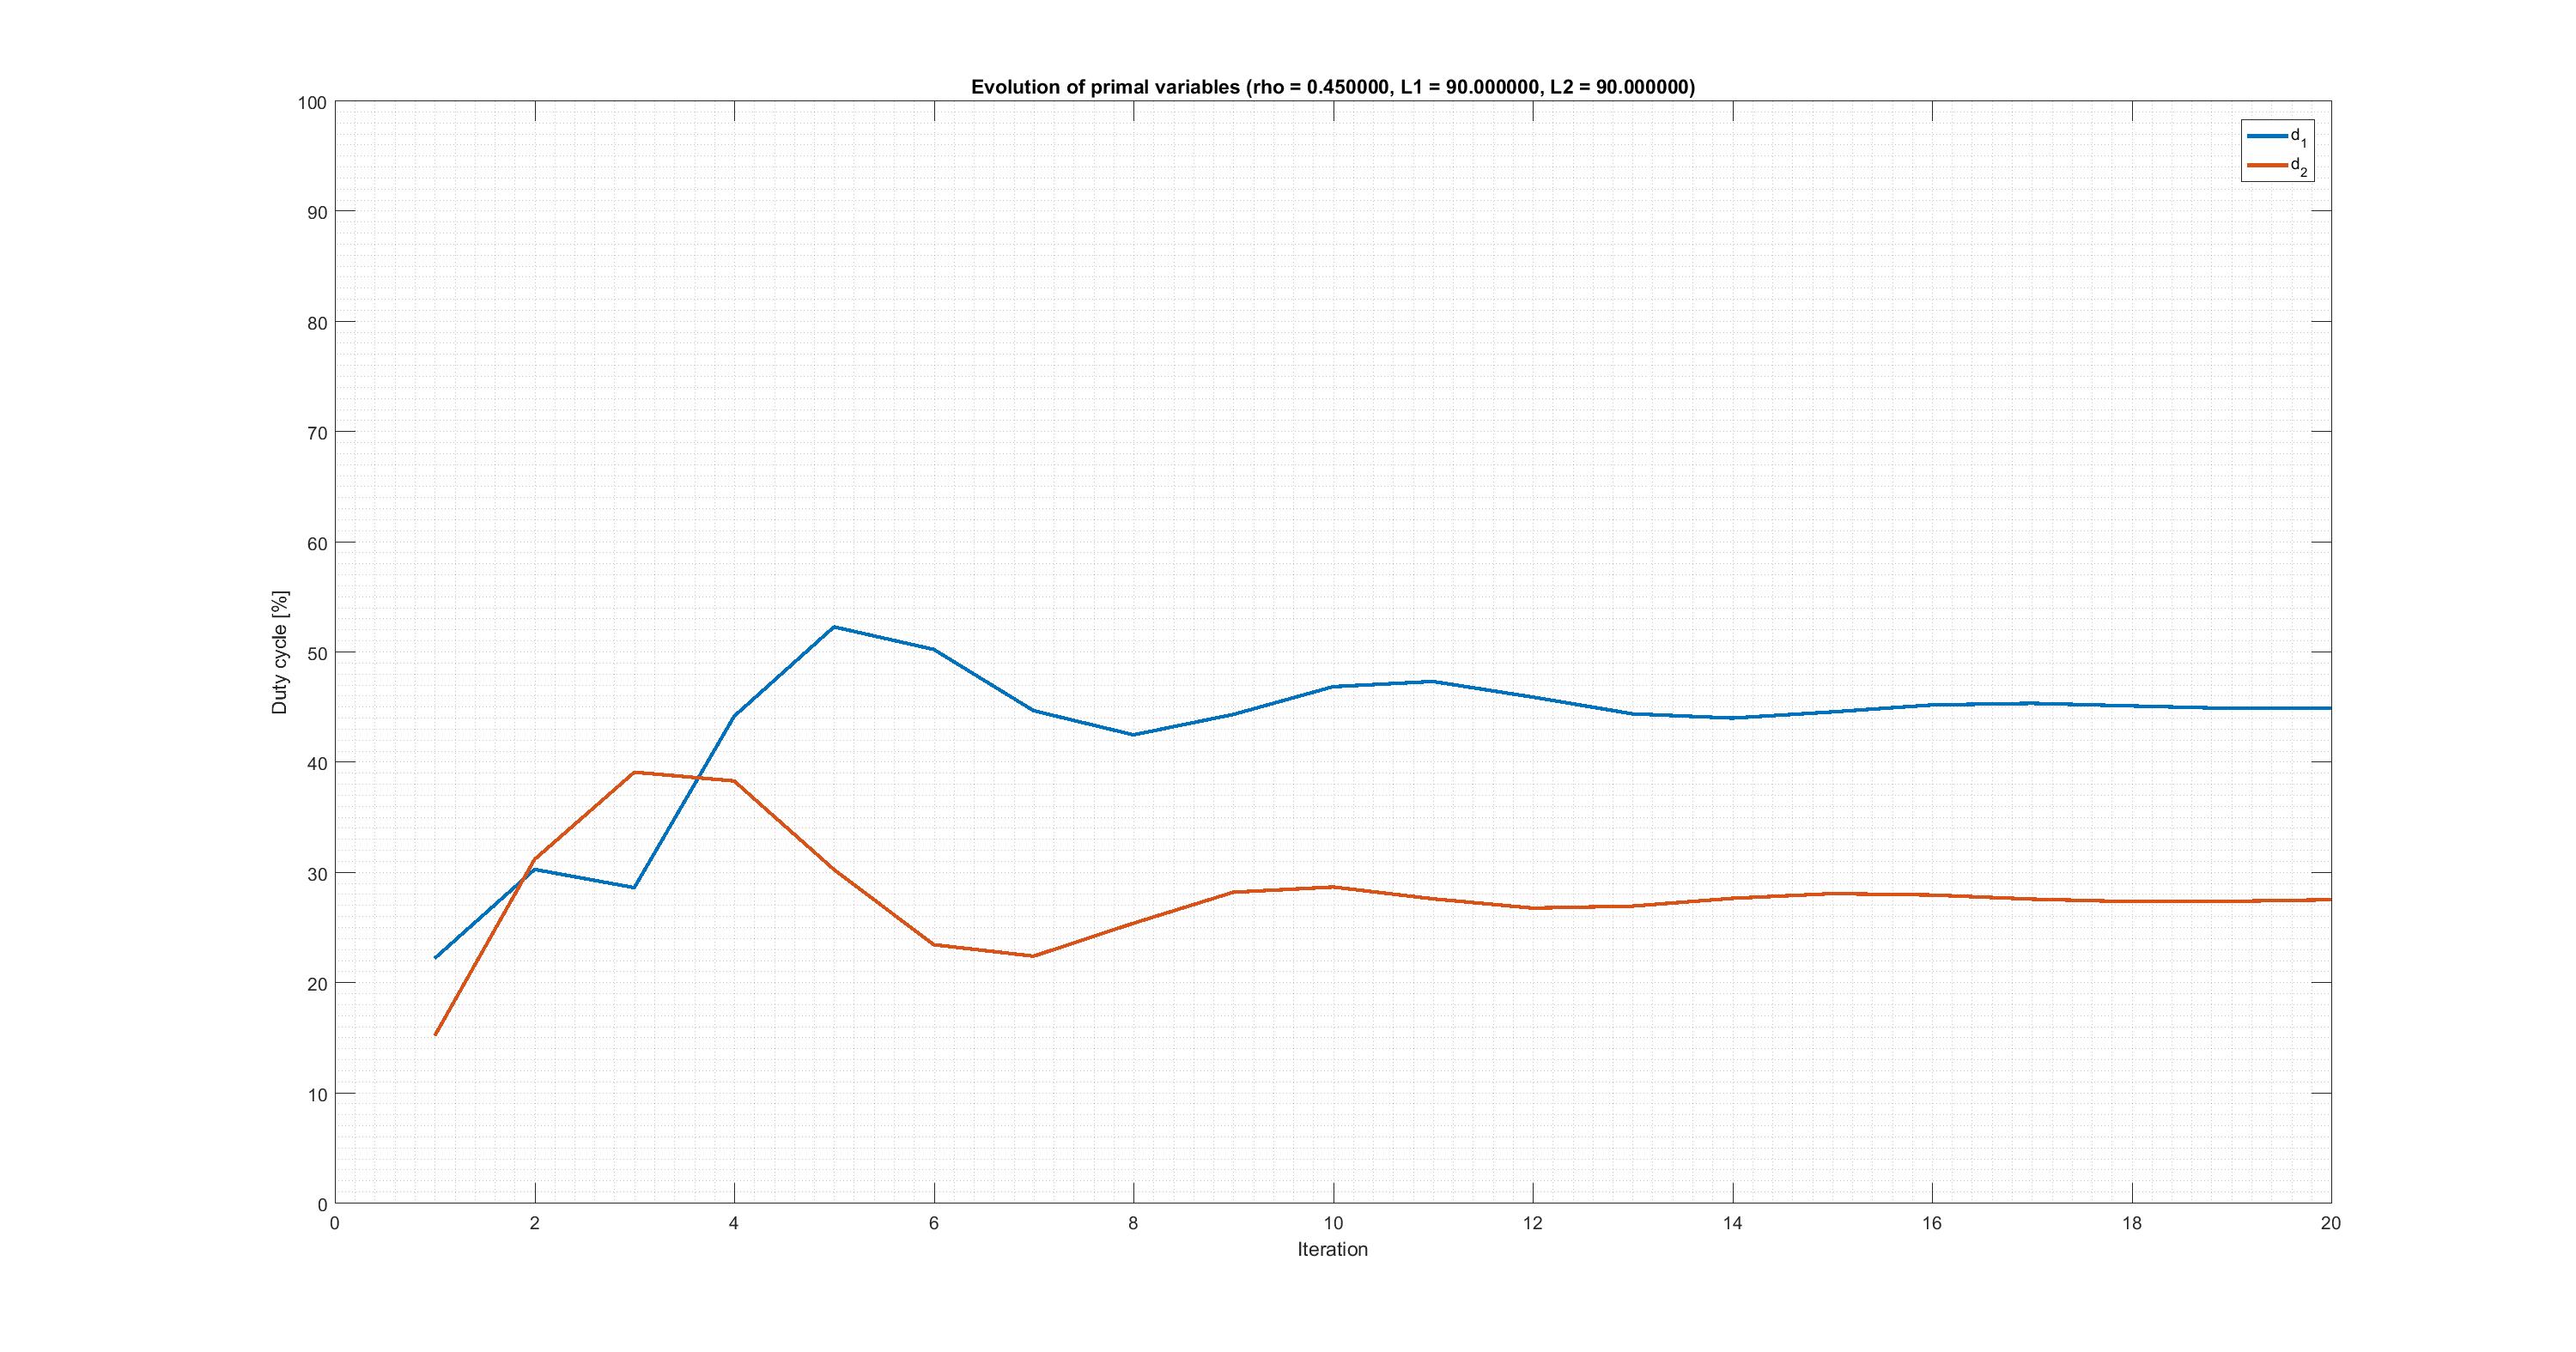 Evolution of primal variables (rho = 0.450000, L1 = 90.000000, L2 = 90.000000)
d1
d2
100
90
80
70
60
50
40
30
20
10
0
Duty cycle [%]
0 2 4 6 8 10 12 14 16 18 20
Iteration